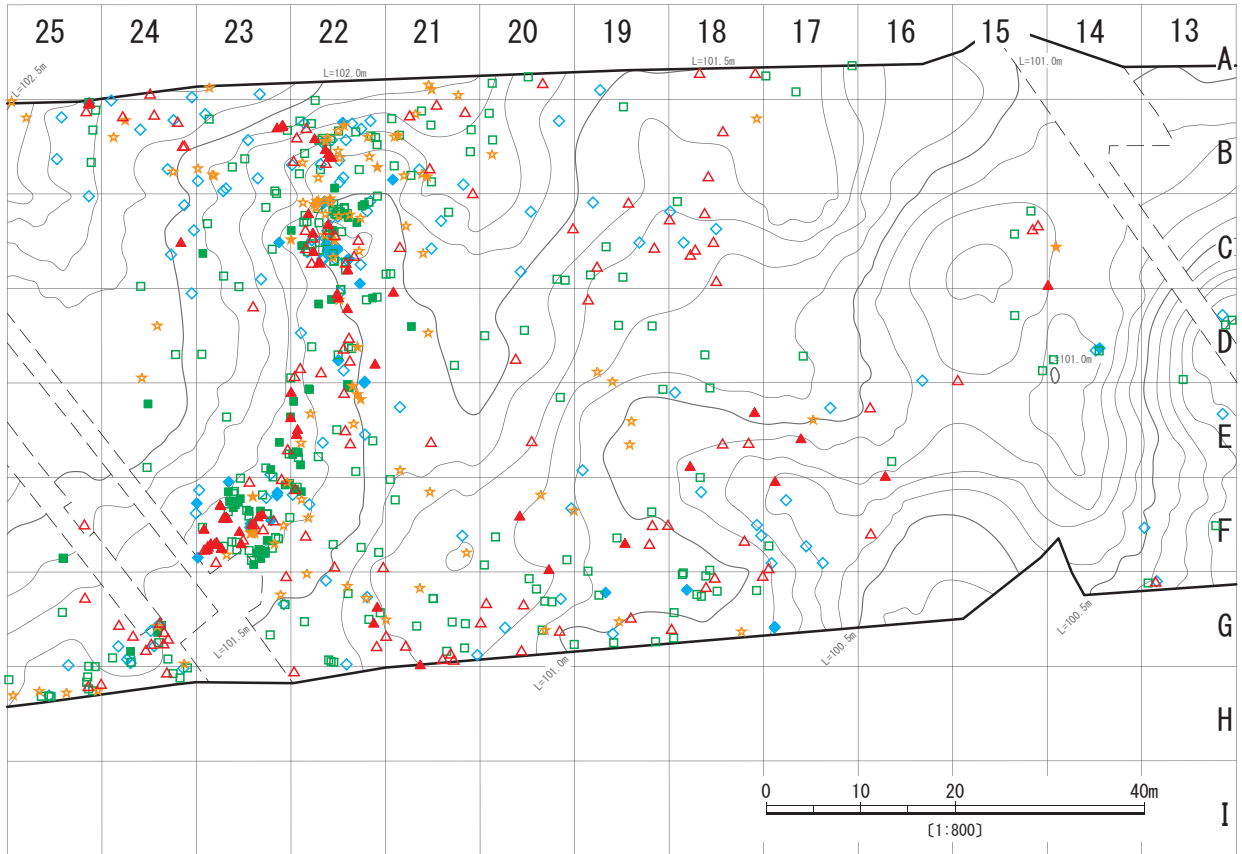 25 24 23 22 21 20 19 18 17 16 15 14 13
A
L=102.5m
L=102.0m
L=101.5m
L=101.0m
B
C
D
L=101.0m
E
F
G
L=101.5m
L=101.0m
L=100.5m
L=100.5m
H
I
0 10 20 40m
〔1:800〕